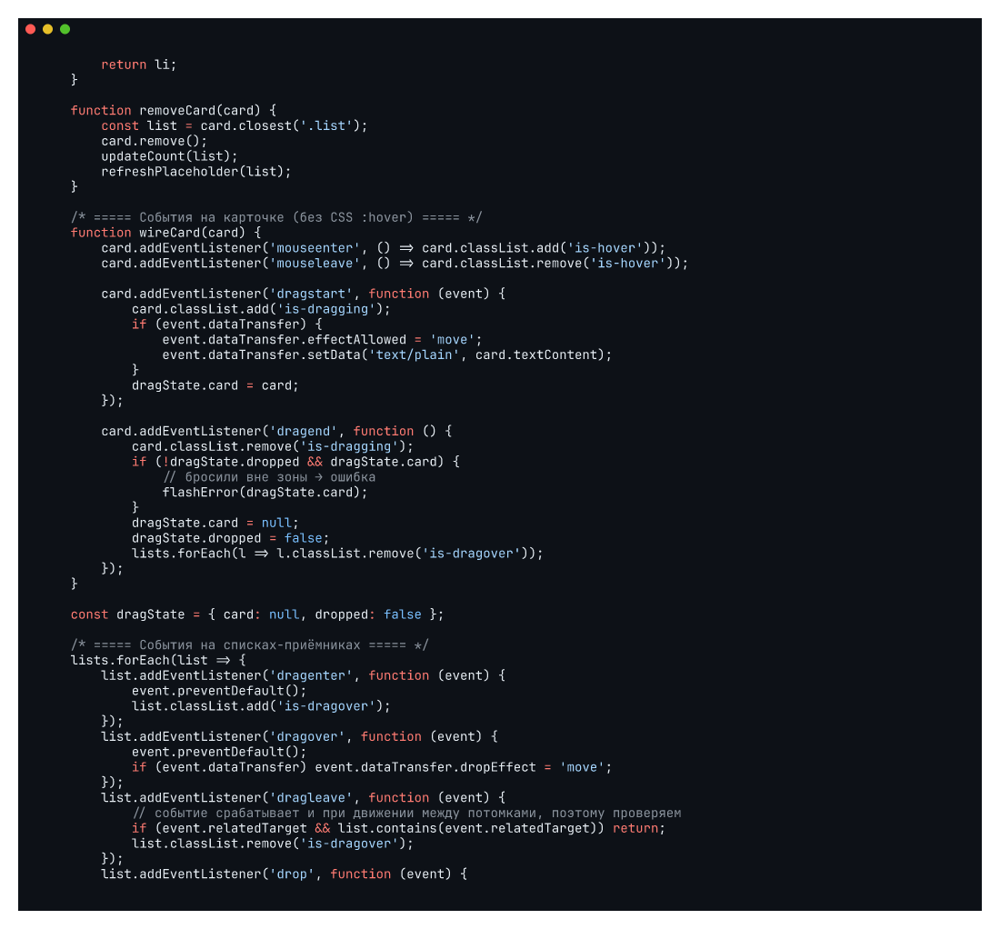 return li;
    }

    function removeCard(card) {
        const list = card.closest('.list');
        card.remove();
        updateCount(list);
        refreshPlaceholder(list);
    }

    /* ===== События на карточке (без CSS :hover) ===== */
    function wireCard(card) {
        card.addEventListener('mouseenter', () => card.classList.add('is-hover'));
        card.addEventListener('mouseleave', () => card.classList.remove('is-hover'));

        card.addEventListener('dragstart', function (event) {
            card.classList.add('is-dragging');
            if (event.dataTransfer) {
                event.dataTransfer.effectAllowed = 'move';
                event.dataTransfer.setData('text/plain', card.textContent);
            }
            dragState.card = card;
        });

        card.addEventListener('dragend', function () {
            card.classList.remove('is-dragging');
            if (!dragState.dropped && dragState.card) {
                // бросили вне зоны → ошибка
                flashError(dragState.card);
            }
            dragState.card = null;
            dragState.dropped = false;
            lists.forEach(l => l.classList.remove('is-dragover'));
        });
    }

    const dragState = { card: null, dropped: false };

    /* ===== События на списках-приёмниках ===== */
    lists.forEach(list => {
        list.addEventListener('dragenter', function (event) {
            event.preventDefault();
            list.classList.add('is-dragover');
        });
        list.addEventListener('dragover', function (event) {
            event.preventDefault();
            if (event.dataTransfer) event.dataTransfer.dropEffect = 'move';
        });
        list.addEventListener('dragleave', function (event) {
            // событие срабатывает и при движении между потомками, поэтому проверяем
            if (event.relatedTarget && list.contains(event.relatedTarget)) return;
            list.classList.remove('is-dragover');
        });
        list.addEventListener('drop', function (event) {